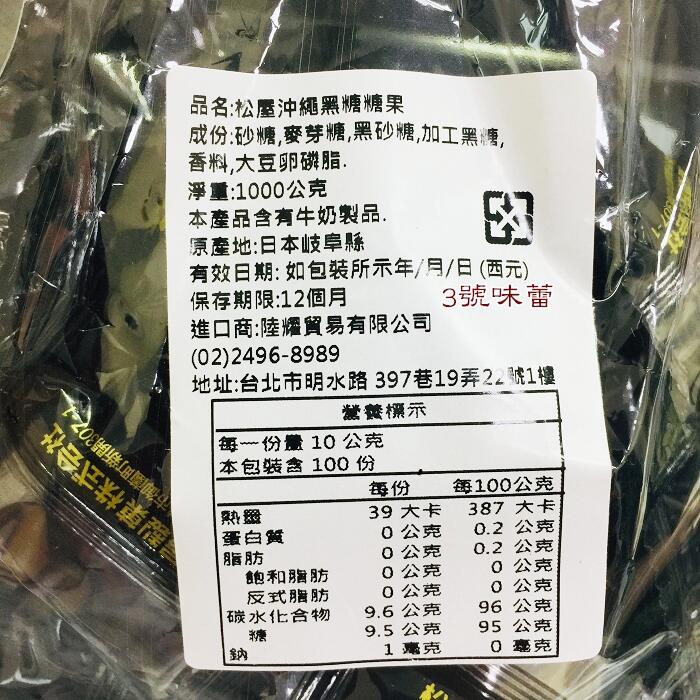 品名:松屋沖繩黑糖糖果
成份:砂糖,麥芽糖,黑砂糖,加工黑糖,
香料,大豆卵磷脂.
淨重:1000公克
本產品含有牛奶製品.
原產地:日本岐阜縣
有效日期: 如包裝所示年/月/日(西元)
保存期限:12個月
3號味蕾
進口商:陸耀貿易有限公司
(02)2496-8989
地址:台北市明水路 397巷19弄22號1樓
營養標示
每一份量 10 公克
本包裝含 100 份
每份 每100公克
熱量 39 大卡 387 大卡
蛋白質 0 公克 0.2 公克
脂肪 0 公克 0.2 公克
飽和脂肪 0 公克 0 公克
反式脂肪 0 公克 0 公克
碳水化合物 9.6 公克 96 公克
糖 9.5 公克 95 公克
鈉 1 毫克 0 毫克
製菓株式会社